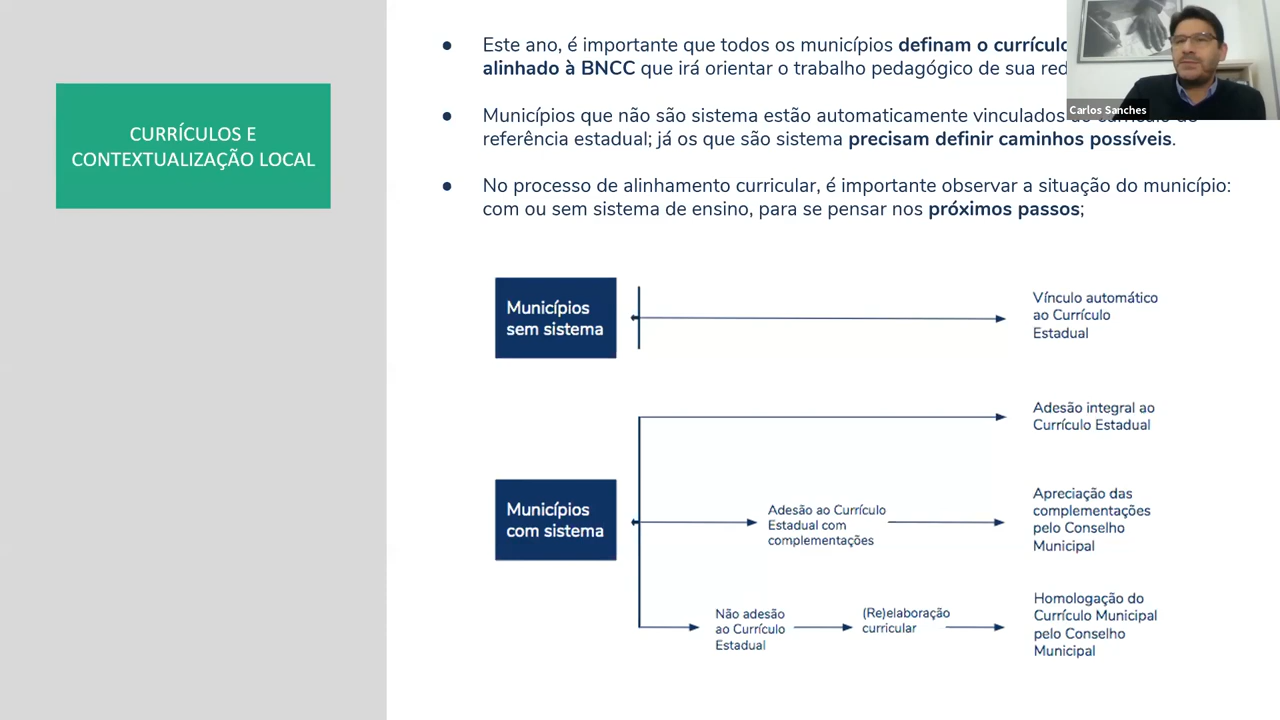 CURRÍCULOS E
CONTEXTUALIZAÇÃO LOCAL
● Este ano, é importante que todos os municípios definam o currículo
alinhado à BNCC que irá orientar o trabalho pedagógico de sua
Carlos Sanches
● Municípios que não são sistema estão automaticamente vinculados
referência estadual; já os que são sistema precisam definir caminhos possíveis.
● No processo de alinhamento curricular, é importante observar a situação do município:
com ou sem sistema de ensino, para se pensar nos próximos passos;
Municípios
sem sistema
Vínculo automático
ao Currículo
Estadual
Municípios
com sistema
Adesão integral ao
Currículo Estadual
Adesão ao Currículo
Estadual com
complementações
Apreciação das
complementações
pelo Conselho
Municipal
Não adesão
ao Currículo
Estadual
(Re)elaboração
curricular
Homologação do
Currículo Municipal
pelo Conselho
Municipal